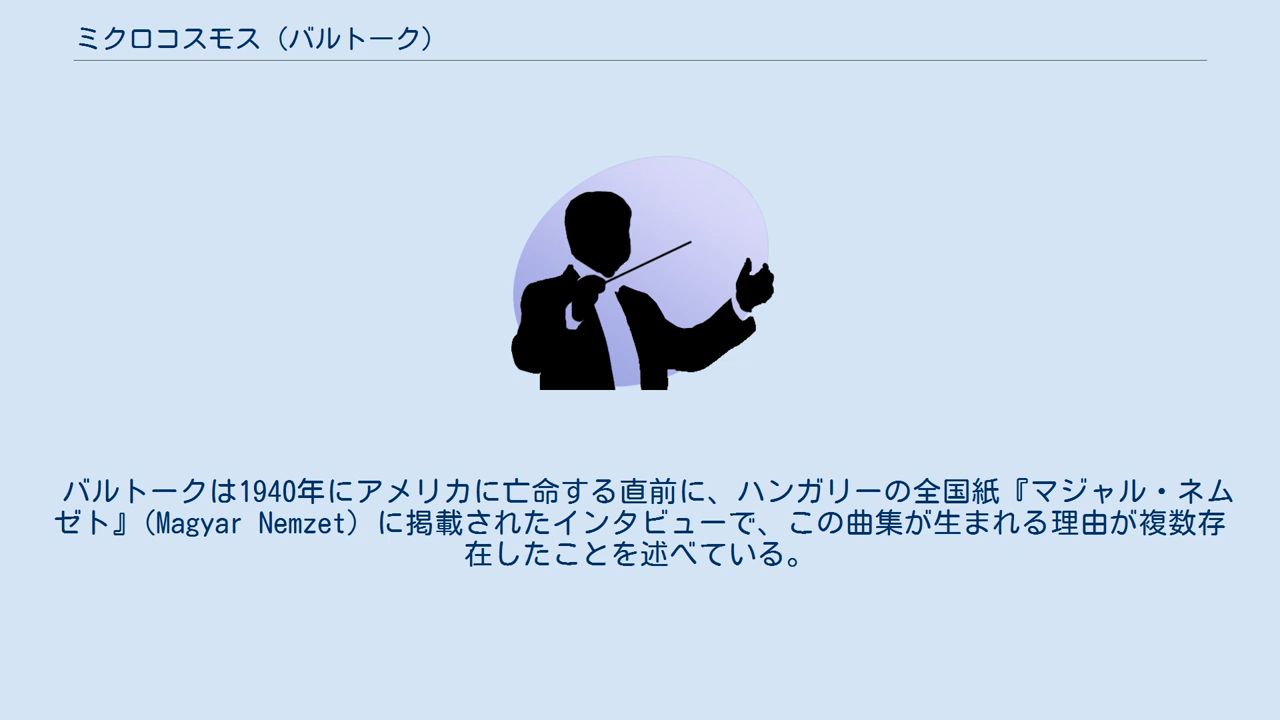 ミクロコスモス（バルトーク）
バルトークは1940年にアメリカに亡命する直前に、ハンガリーの全国紙『マジャル・ネム
ゼト』(Magyar Nemzet) に掲載されたインタビューで、この曲集が生まれる理由が複数存
在したことを述べている。